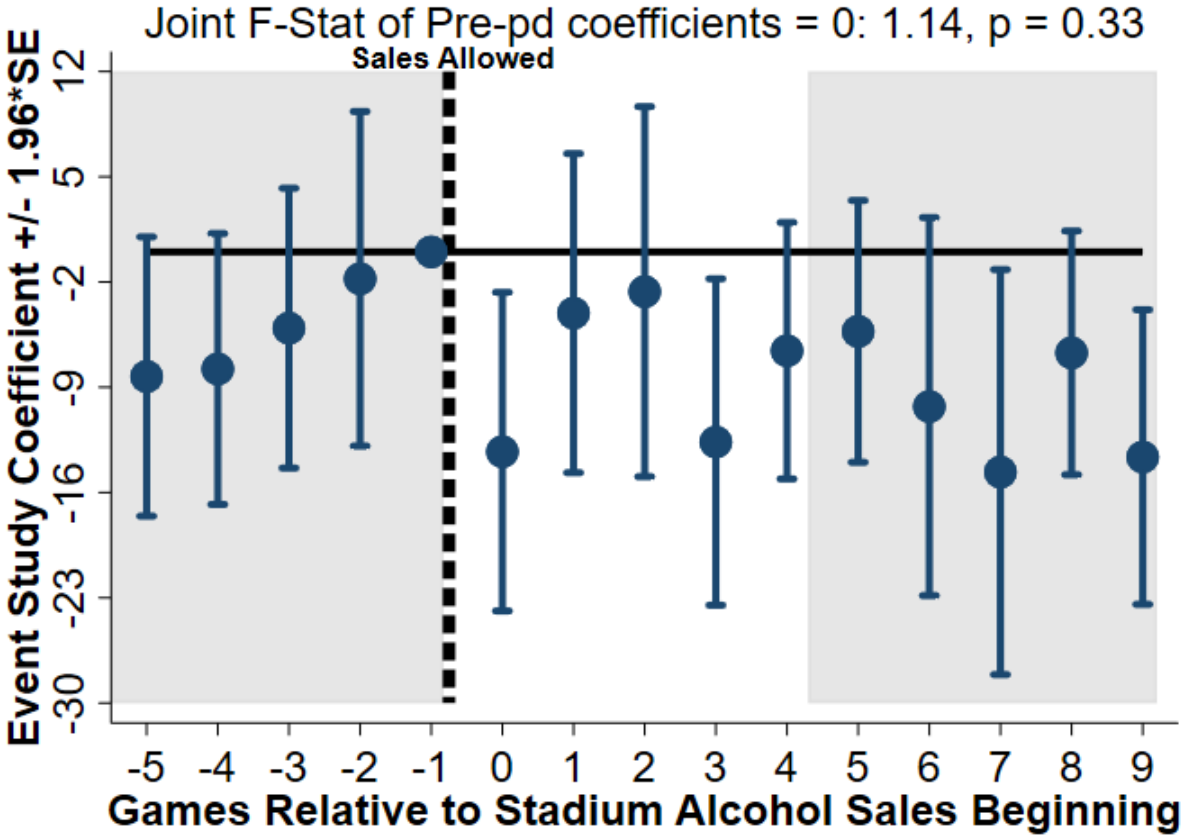 Joint F-Stat of Pre-pd coefficients = 0: 1.14, p = 0.33
Sales Allowed
Event Study Coefficient +/- 1.96*SE
12
5
-2
-9
-16
-23
-30
-5 -4 -3 -2 -1 0 1 2 3 4 5 6 7 8 9
Games Relative to Stadium Alcohol Sales Beginning